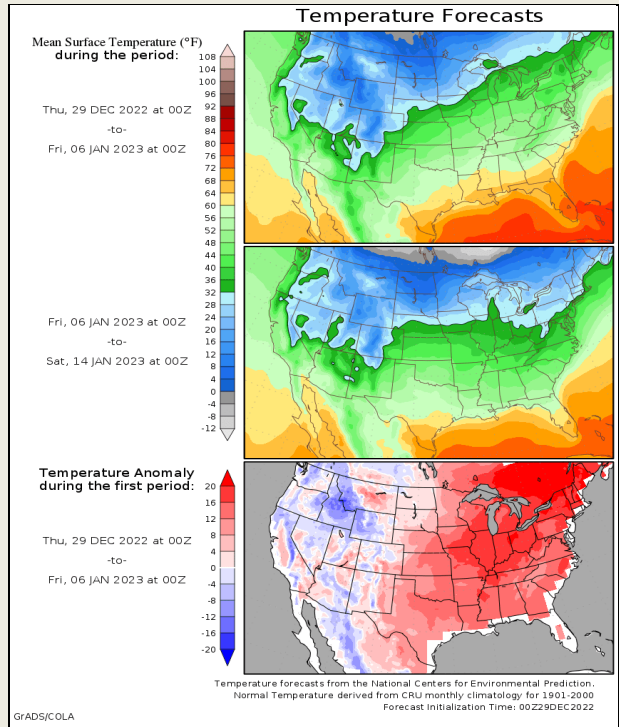 Temperature Forecasts
Mean Surface Temperature (°F)
during the period:
Thu, 29 DEC 2022 at 00Z
-to-
Fri, 06 JAN 2023 at 00Z
108
104
100
96
92
88
84
80
76
72
68
64
60
56
52
48
44
40
36
32
28
24
20
16
12
8
4
0
-4
-8
-12
Fri, 06 JAN 2023 at 00Z
-to-
Sat, 14 JAN 2023 at 00Z
Temperature Anomaly
during the first period:
Thu, 29 DEC 2022 at 00Z
-to-
Fri, 06 JAN 2023 at 00Z
20
16
12
8
4
0
-4
-8
-12
-16
-20
Temperature forecasts from the National Centers for Environmental Prediction.
Normal Temperature derived from CRU monthly climatology for 1901-2000
Forecast Initialization Time: 00Z29DEC2022
GrADS/COLA